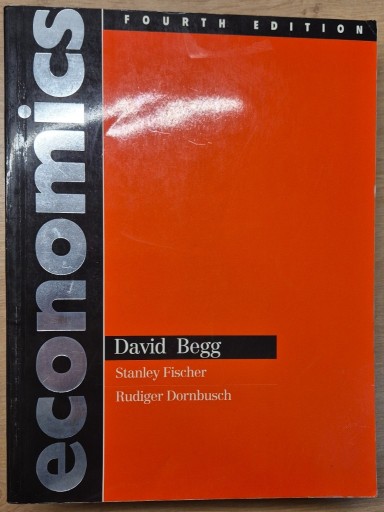 FOURTH EDITION
economics
David Begg
Stanley Fischer
Rudiger Dornbusch